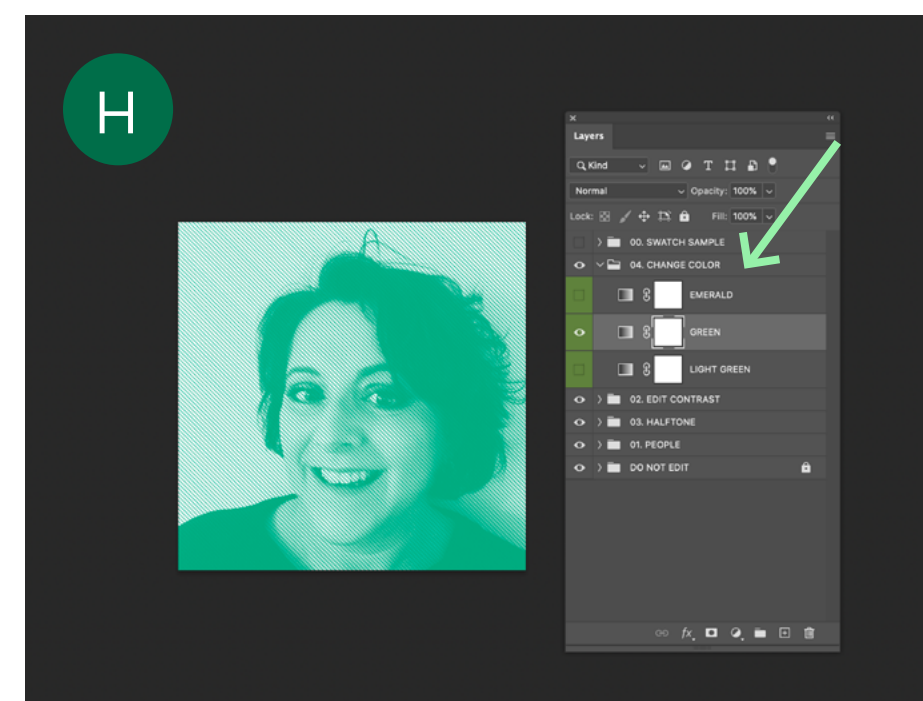 H
Layers
Kind
Normal Opacity: 100%
Lock: Fill: 100%
00. SWATCH SAMPLE
04. CHANGE COLOR
EMERALD
GREEN
LIGHT GREEN
02. EDIT CONTRAST
03. HALFTONE
01. PEOPLE
DO NOT EDIT
fx